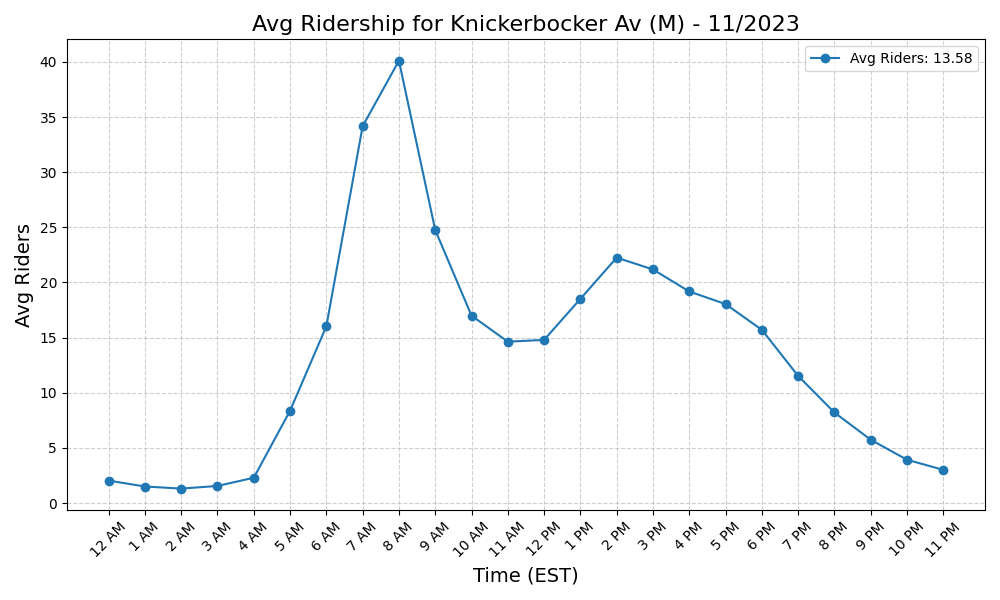 Avg Ridership for Knickerbocker Av (M) - 11/2023
Avg Riders: 13.58
Avg Riders
40
35
30
25
20
15
10
5
0
12 AM
1 AM
2 AM
3 AM
4 AM
5 AM
6 AM
7 AM
8 AM
9 AM
10 AM
11 AM
12 PM
1 PM
2 PM
3 PM
4 PM
5 PM
6 PM
7 PM
8 PM
9 PM
10 PM
11 PM
Time (EST)